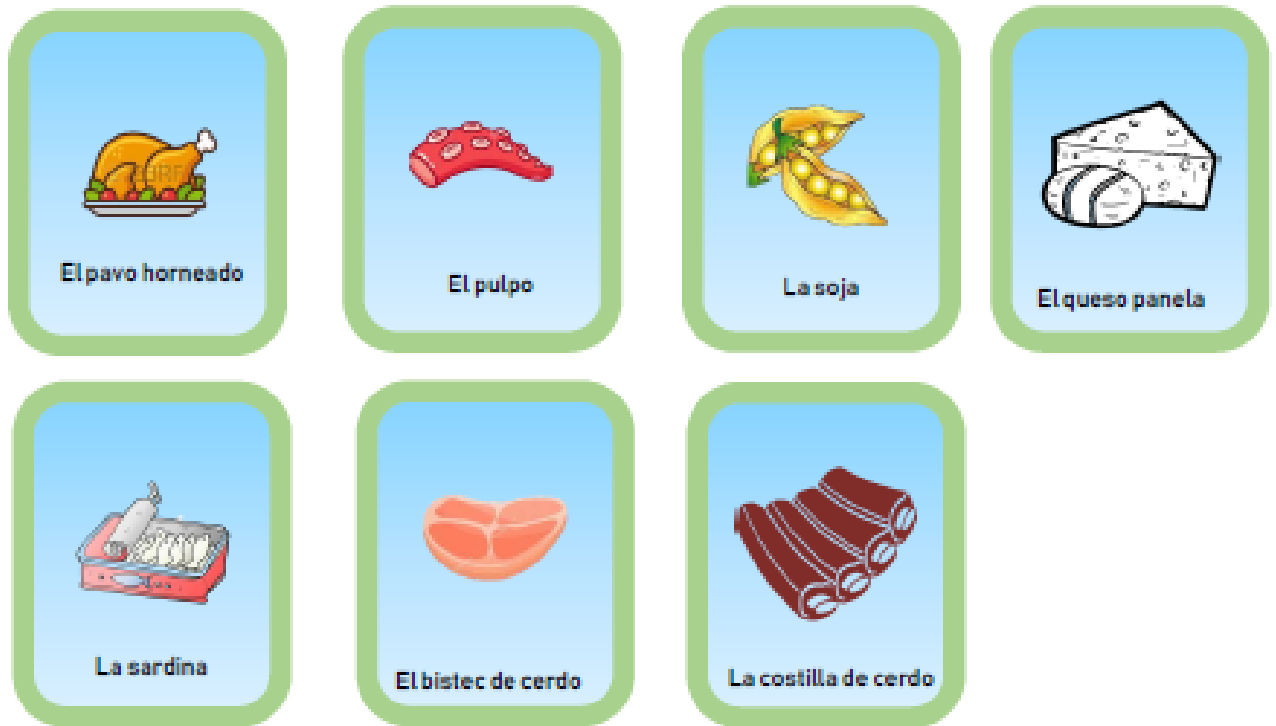 El pavo horneado
El pulpo
La soja
El queso panela
La sardina
El bistec de cerdo
La costilla de cerdo